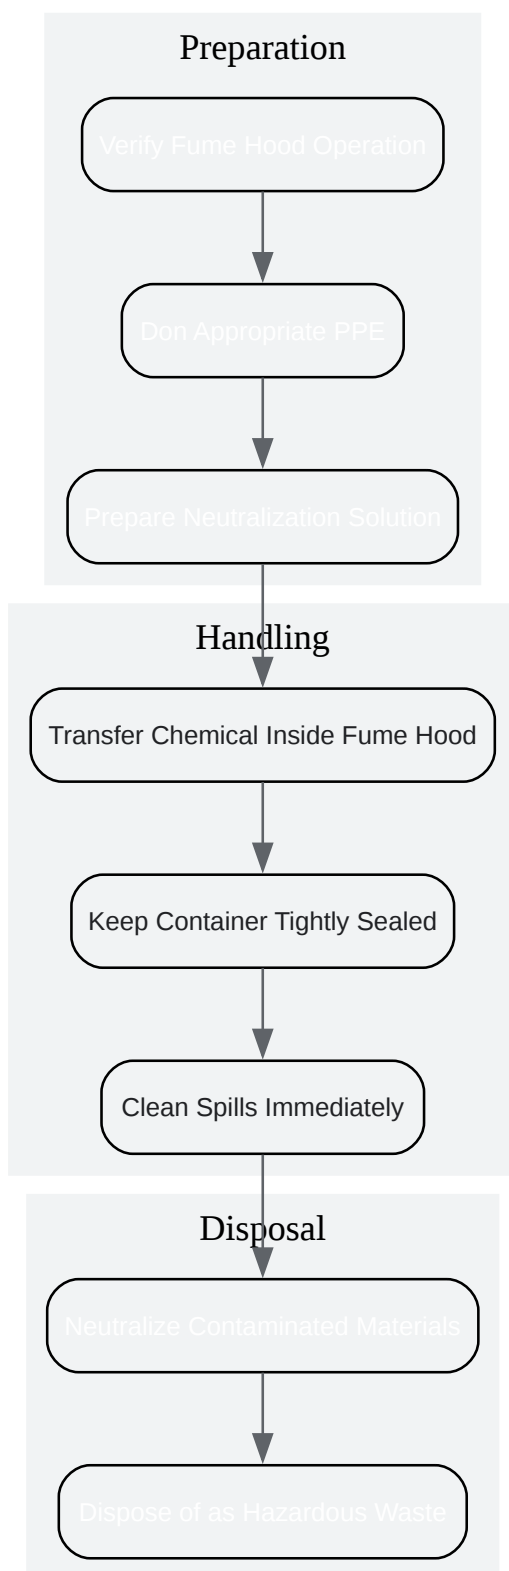 Preparation
Verify Fume Hood Operation
Don Appropriate PPE
Prepare Neutralization Solution
Handling
Transfer Chemical Inside Fume Hood
Keep Container Tightly Sealed
Clean Spills Immediately
Disposal
Neutralize Contaminated Materials
Dispose of as Hazardous Waste